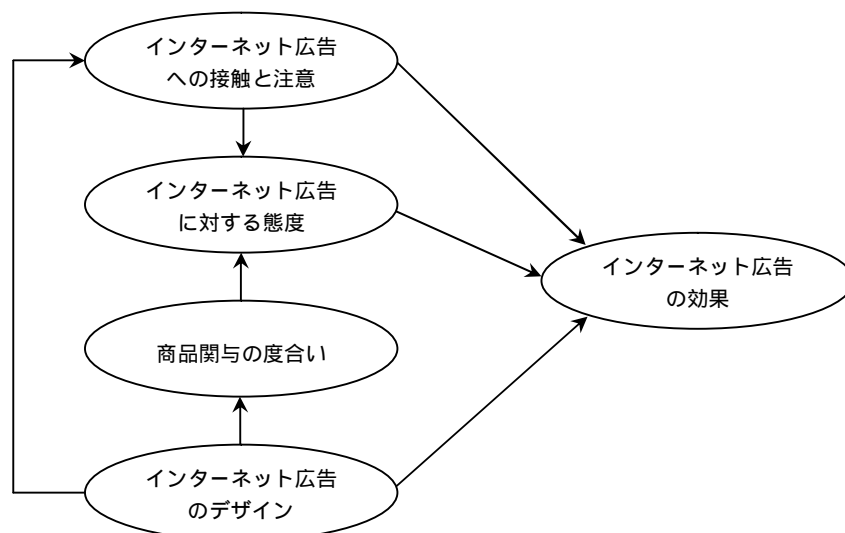 インターネット広告
への接触と注意
インターネット広告
に対する態度
インターネット広告
の効果
商品関与の度合い
インターネット広告
のデザイン